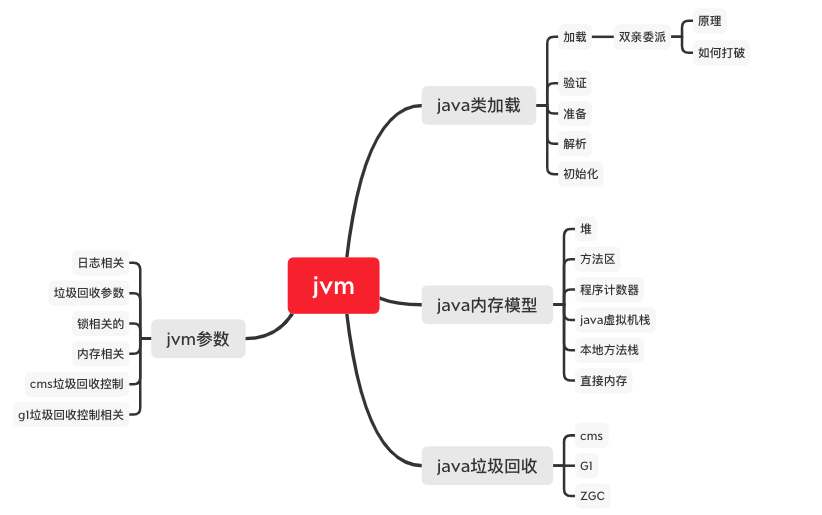 jvm
java类加载
加载
双亲委派
原理
如何打破
验证
准备
解析
初始化
java内存模型
堆
方法区
程序计数器
java虚拟机栈
本地方法栈
直接内存
java垃圾回收
cms
G1
ZGC
jvm参数
日志相关
垃圾回收参数
锁相关的
内存相关
cms垃圾回收控制
g1垃圾回收控制相关